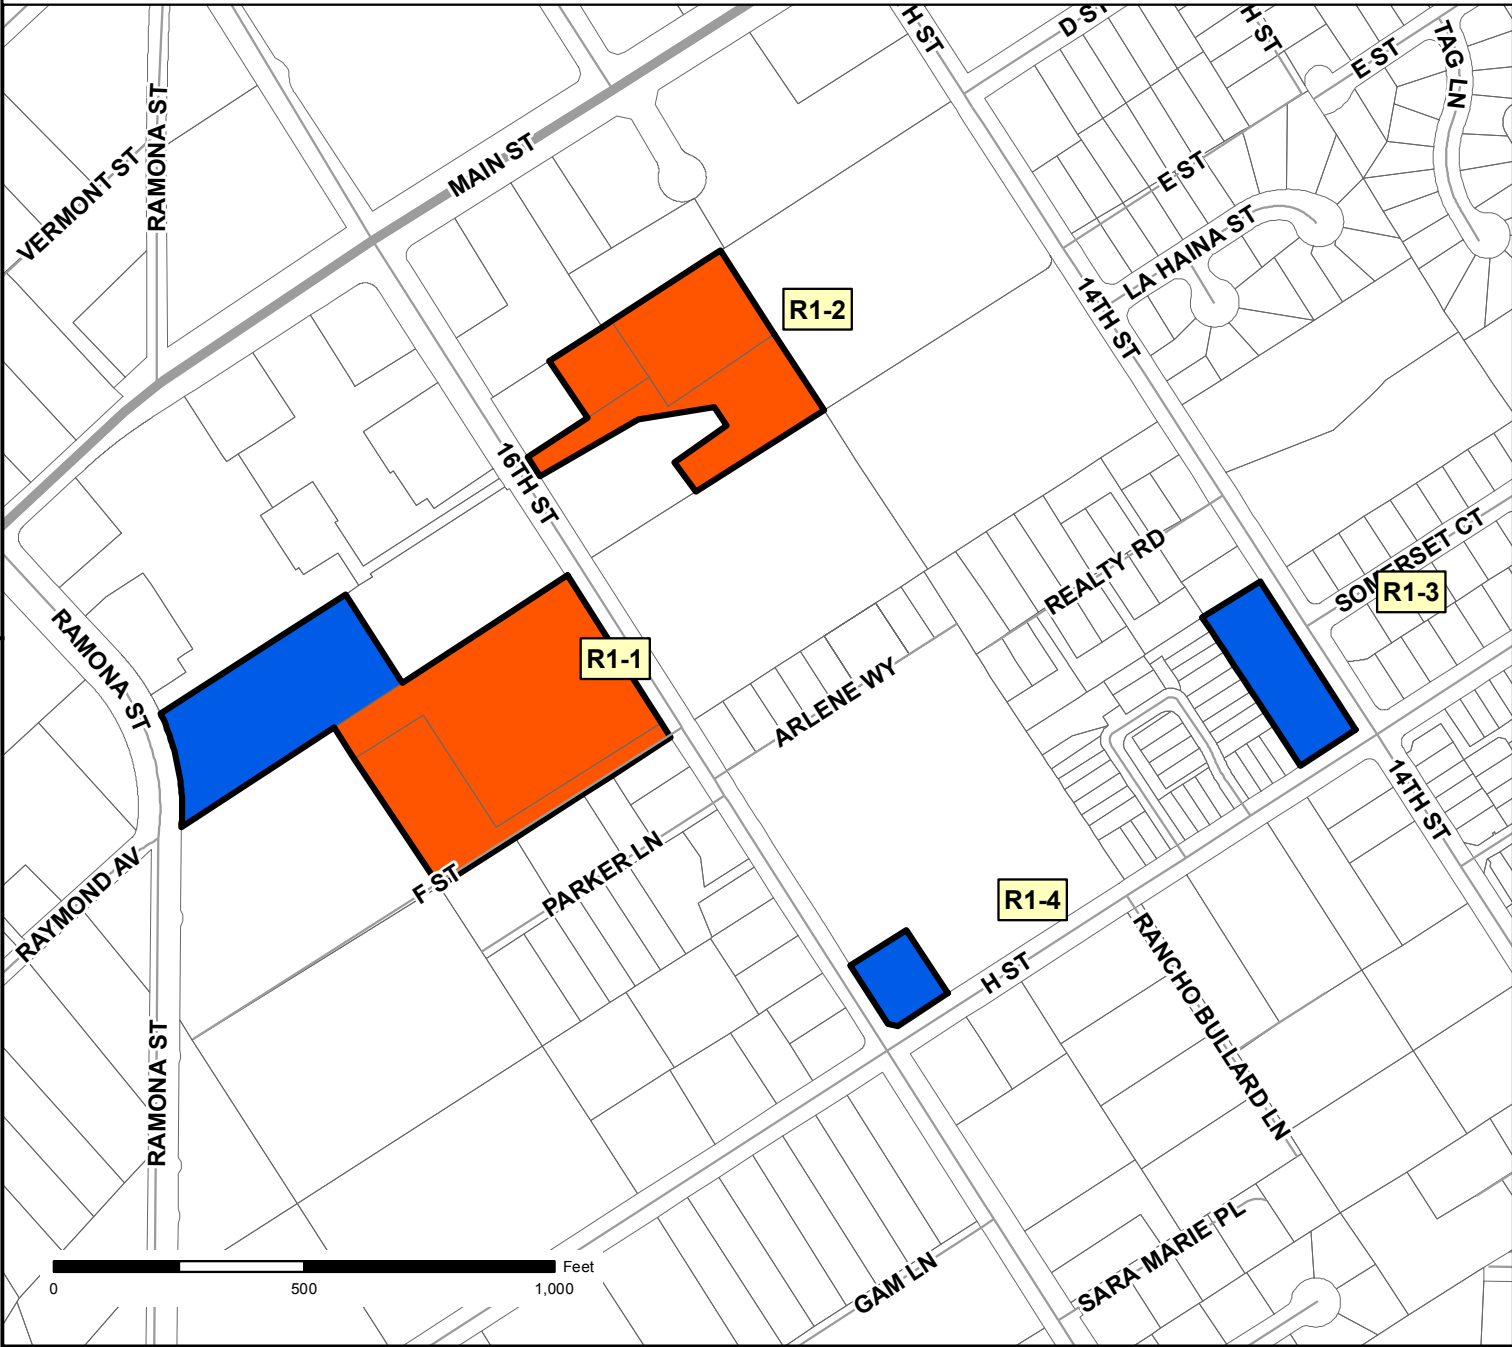 H ST
D ST
H ST
TAG LN
E ST
RAMONA ST
VERMONT ST
MAIN ST
E ST
LA HAINA ST
14TH ST
R1-2
16TH ST
REALTY RD
SOMERSET CT
R1-3
RAMONA ST
R1-1
ARLENE WY
14TH ST
PARKER LN
F ST
RAYMOND AV
R1-4
H ST
RANCHO BULLARD LN
RAMONA ST
SARA MARIE PL
GAM LN
Feet
0 500 1,000